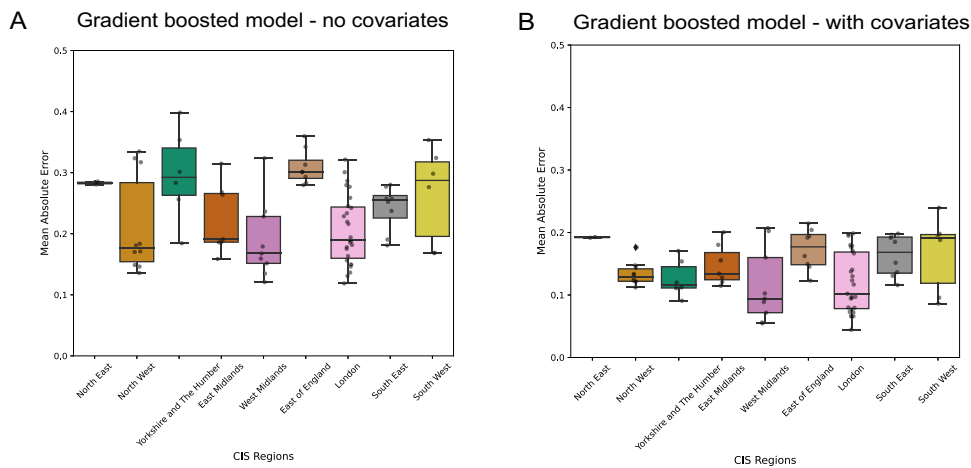 A
Gradient boosted model - no covariates
0.5
0.4
0.3
0.2
0.1
0.0
Mean Absolute Error
North East
North West
Yorkshire and The Humber
East Midlands
West Midlands
East of England
London
South East
South West
CIS Regions
B
Gradient boosted model - with covariates
0.5
0.4
0.3
0.2
0.1
0.0
Mean Absolute Error
North East
North West
Yorkshire and The Humber
East Midlands
West Midlands
East of England
London
South East
South West
CIS Regions